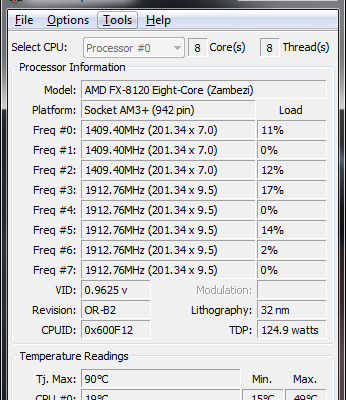 File Options Tools Help
Select CPU: Processor #0 8 Core(s) 8 Thread(s)
Processor Information
Model: AMD FX-8120 Eight-Core (Zambezi)
Platform: Socket AM3+ (942 pin) Load
Freq #0: 1409.40MHz (201.34 x 7.0) 11%
Freq #1: 1409.40MHz (201.34 x 7.0) 0%
Freq #2: 1409.40MHz (201.34 x 7.0) 12%
Freq #3: 1912.76MHz (201.34 x 9.5) 17%
Freq #4: 1912.76MHz (201.34 x 9.5) 0%
Freq #5: 1912.76MHz (201.34 x 9.5) 14%
Freq #6: 1912.76MHz (201.34 x 9.5) 2%
Freq #7: 1912.76MHz (201.34 x 9.5) 0%
VID: 0.9625 v Modulation:
Revision: OR-B2 Lithography: 32 nm
CPUID: 0x600F12 TDP: 124.9 watts
Temperature Readings
Tj. Max: 90°C Min. Max.
CPU #0: 19°C 15°C 49°C